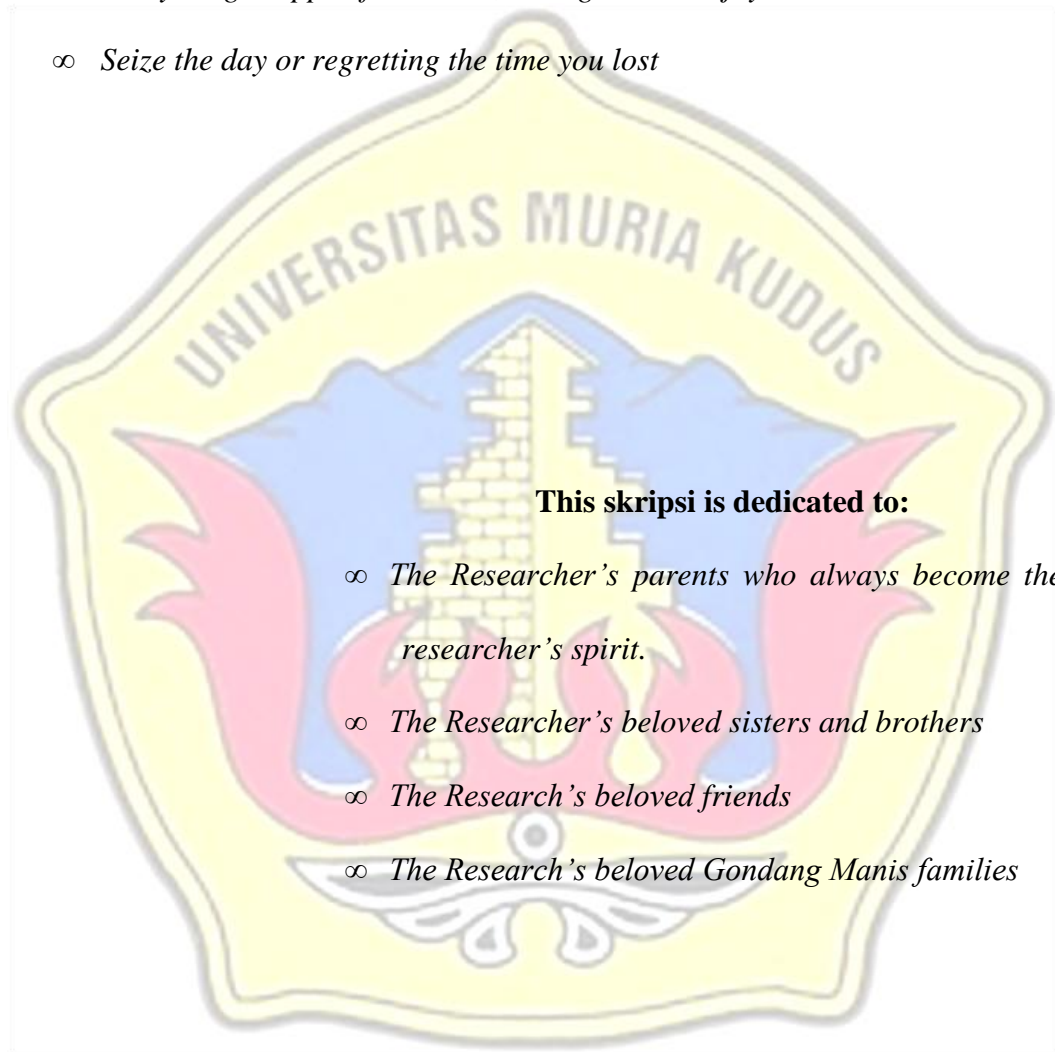 ∞ Seize the day or regretting the time you lost
UNIVERSITAS MURIA KUDUS
This skripsi is dedicated to:
∞ The Researcher’s parents who always become the
researcher’s spirit.
∞ The Researcher’s beloved sisters and brothers
∞ The Research’s beloved friends
∞ The Research’s beloved Gondang Manis families